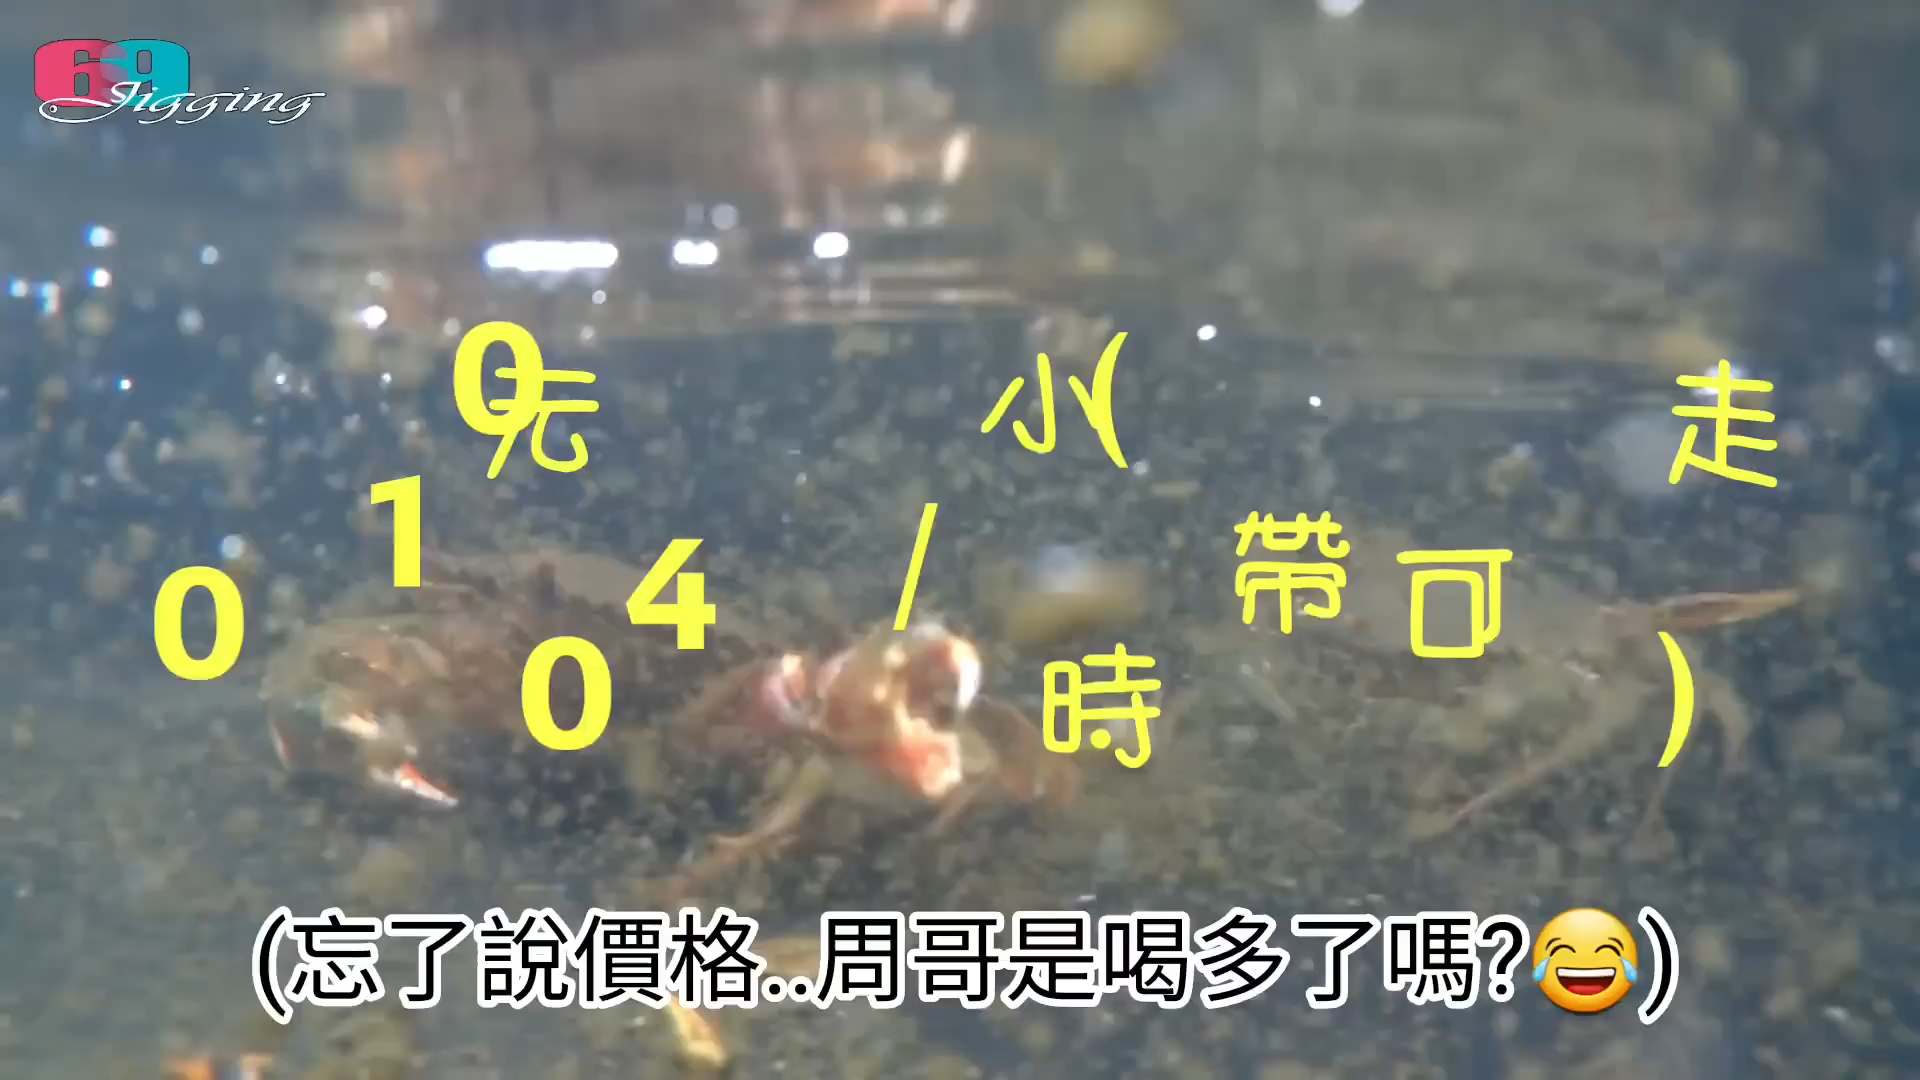 69
Jigging
0 1 0 元 0 4 / 小 時 ( 帶 可 走 )
(忘了說價格..周哥是喝多了嗎?😂)